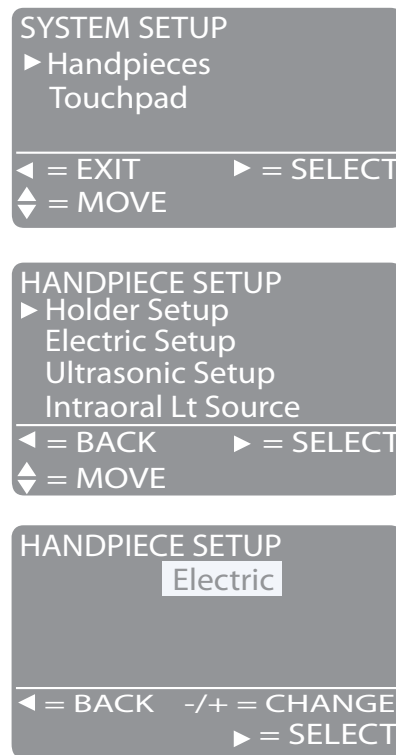 SYSTEM SETUP
▶ Handpieces
Touchpad
◀ = EXIT ▶ = SELECT
▲▼ = MOVE
HANDPIECE SETUP
▶ Holder Setup
Electric Setup
Ultrasonic Setup
Intraoral Lt Source
◀ = BACK ▶ = SELECT
▲▼ = MOVE
HANDPIECE SETUP
Electric
◀ = BACK -/+ = CHANGE
▶ = SELECT